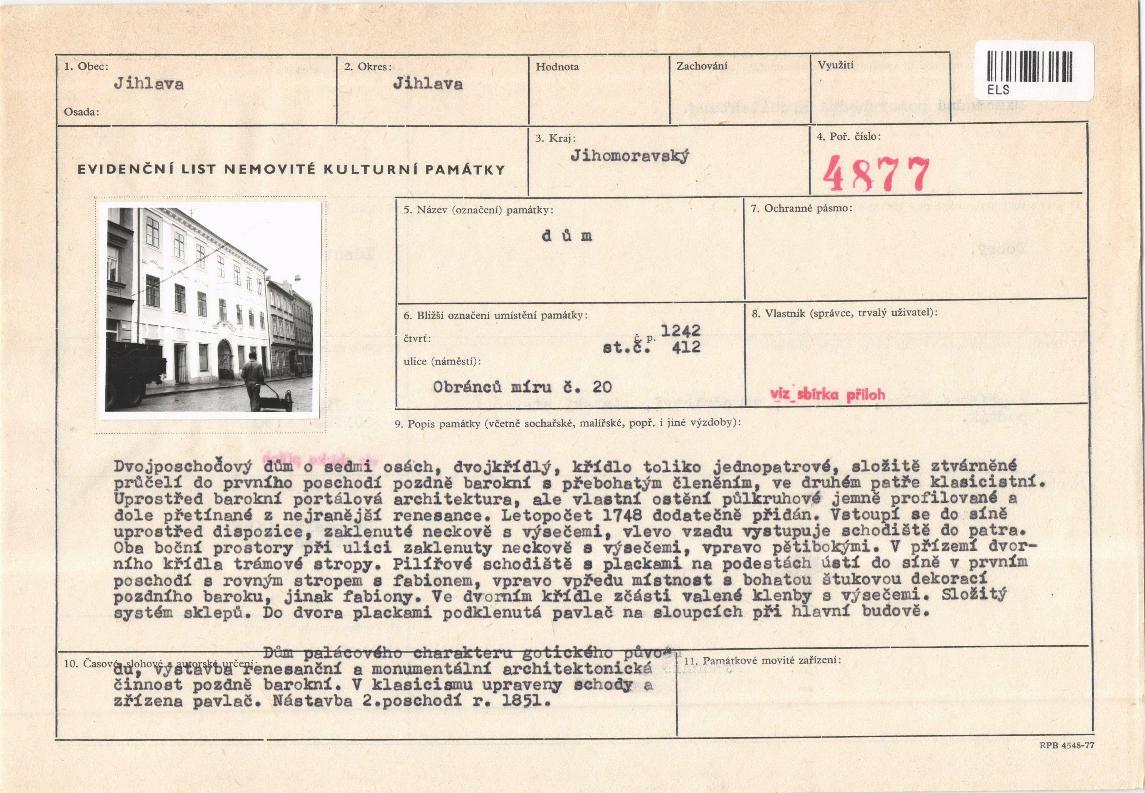 1. Obec:
Jihlava
Osada:
2. Okres:
Jihlava
Hodnota
Zachování
Využití
ELS
EVIDENČNÍ LIST NEMOVITÉ KULTURNÍ PAMÁTKY
3. Kraj:
Jihomoravský
4. Poř. číslo:
4877
5. Název (označení) památky:
d ů m
7. Ochranné pásmo:
6. Bližší označení umístění památky:
čtvrť:
č. p. 1242
st.č. 412
ulice (náměstí):
Obránců míru č. 20
8. Vlastník (správce, trvalý uživatel):
viz sbírka příloh
9. Popis památky (včetně sochařské, malířské, popř. i jiné výzdoby):
Dvojposchoďový dům o sedmi osách, dvojkřídlý, křídlo toliko jednopatrové, složitě ztvárněné
průčelí do prvního poschodí pozdně barokní s přebohatým členěním, ve druhém patře klasicistní.
Uprostřed barokní portálová architektura, ale vlastní ostění půlkruhové jemně profilované a
dole přetínané z nejranější renesance. Letopočet 1748 dodatečně přidán. Vstoupí se do síně
uprostřed dispozice, zaklenuté neckově s výsečemi, vlevo vzadu vystupuje schodiště do patra.
Oba boční prostory při ulici zaklenuty neckově s výsečemi, vpravo pětibokými. V přízemí dvor-
ního křídla trámové stropy. Pilířové schodiště s plackami na podestách ústí do síně v prvním
poschodí s rovným stropem s fabionem, vpravo vpředu místnost s bohatou štukovou dekorací
pozdního baroku, jinak fabiony. Ve dvorním křídle zčásti valené klenby s výsečemi. Složitý
systém sklepů. Do dvora plackami podklenutá pavlač na sloupcích při hlavní budově.
10. Časové, slohové a autorské určení:
Dům palácového charakteru gotického půvo-
du, výstavba renesanční a monumentální architektonická
činnost pozdně barokní. V klasicismu upraveny schody a
zřízena pavlač. Nástavba 2.poschodí r. 1851.
11. Památkové movité zařízení:
RPB 4548-77